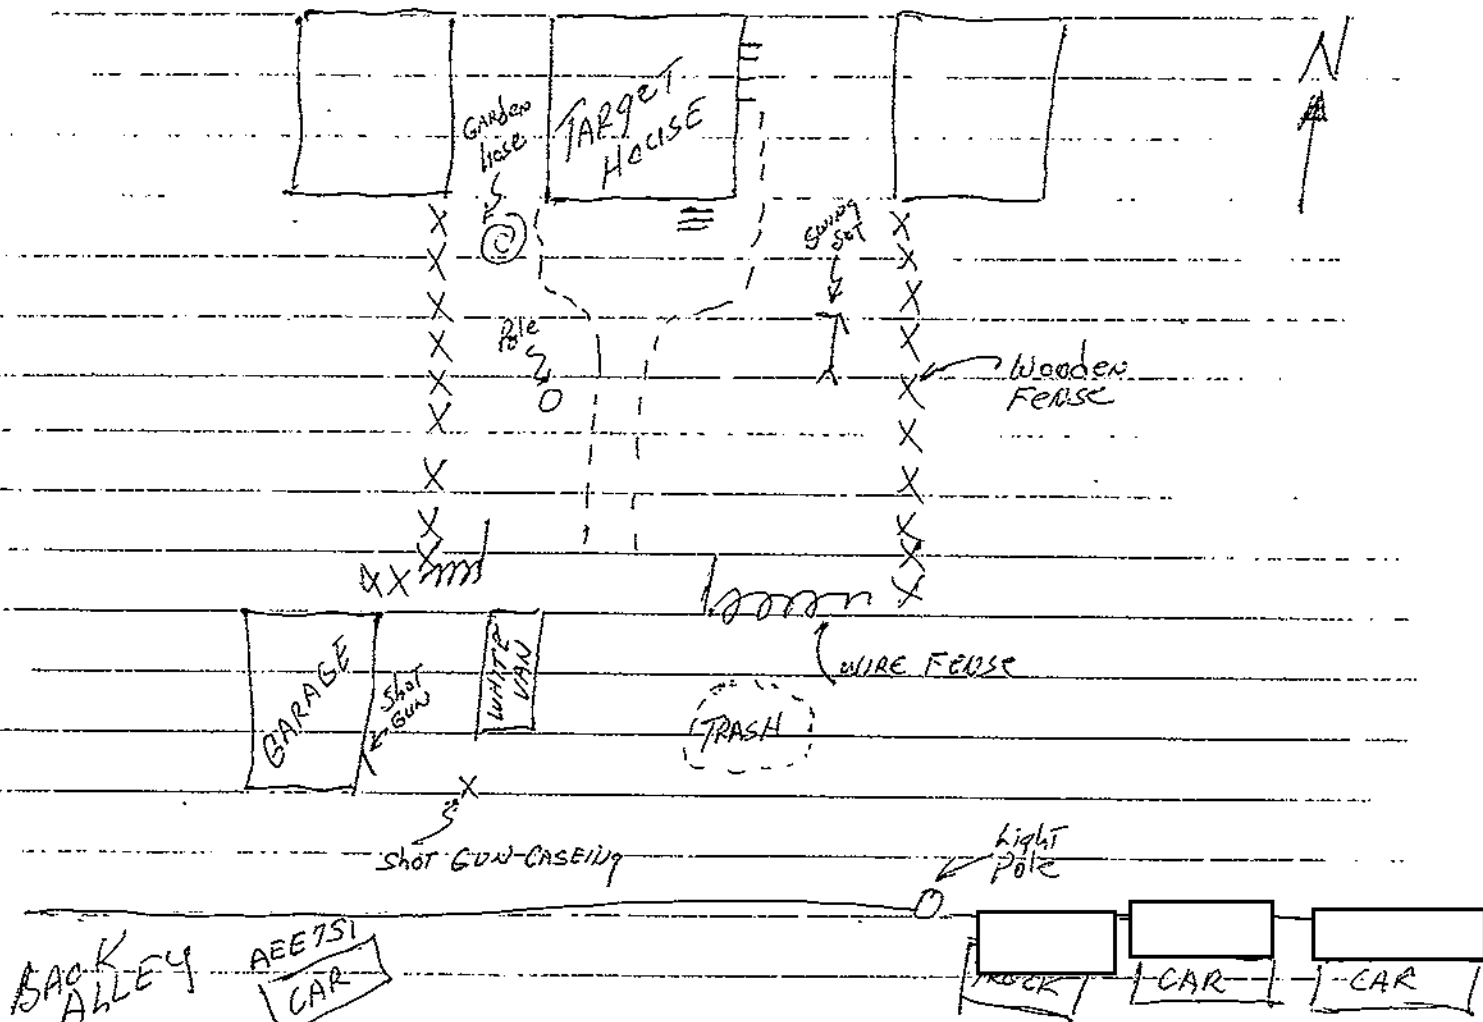 N
GARden
hose
TARgET
HOUSE
Swing
Set
Pole
Wooden
FENSE
WIRE FENSE
GARAGE
Shot
Gun
WHITE
VAN
TRASH
Shot GUN-CASEINg
Light
Pole
BACK
ALLEY
AEE751
CAR
CAR
CAR